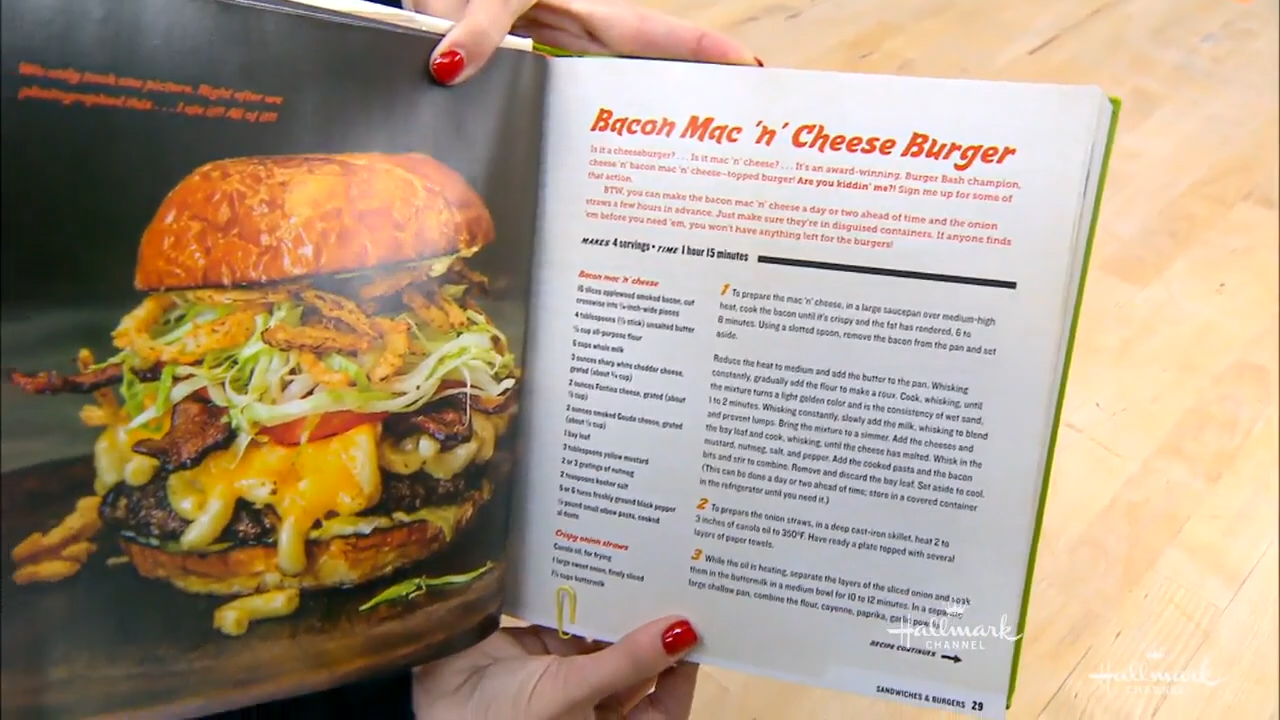 We only took one picture. Right after we
photographed this . . . I ate it!! All of it!!
Bacon Mac 'n' Cheese Burger
Is it a cheeseburger? . . . Is it mac 'n' cheese? . . . It's an award-winning, Burger Bash champion,
cheese 'n' bacon mac 'n' cheese–topped burger! Are you kiddin' me?! Sign me up for some of
that action.
BTW, you can make the bacon mac 'n' cheese a day or two ahead of time and the onion
straws a few hours in advance. Just make sure they're in disguised containers. If anyone finds
'em before you need 'em, you won't have anything left for the burgers!
MAKES 4 servings • TIME 1 hour 15 minutes
Bacon mac 'n' cheese
16 slices applewood smoked bacon, cut
crosswise into -inch-wide pieces
4 tablespoons (½ stick) unsalted butter
cup all-purpose flour
6 cups whole milk
3 ounces sharp white cheddar cheese,
grated (about ¾ cup)
2 ounces Fontina cheese, grated (about
½ cup)
2 ounces smoked Gouda cheese, grated
(about ½ cup)
1 bay leaf
3 tablespoons yellow mustard
2 or 3 gratings of nutmeg
2 teaspoons kosher salt
5 or 6 turns freshly ground black pepper
pound small elbow pasta, cooked
al dente
Crispy onion straws
Canola oil, for frying
1 large sweet onion, finely sliced
1½ cups buttermilk
1 To prepare the mac 'n' cheese, in a large saucepan over medium-high
heat, cook the bacon until it's crispy and the fat has rendered, 6 to
8 minutes. Using a slotted spoon, remove the bacon from the pan and set
aside.
Reduce the heat to medium and add the butter to the pan. Whisking
constantly, gradually add the flour to make a roux. Cook, whisking, until
the mixture turns a light golden color and is the consistency of wet sand,
1 to 2 minutes. Whisking constantly, slowly add the milk, whisking to blend
and prevent lumps. Bring the mixture to a simmer. Add the cheeses and
the bay leaf and cook, whisking, until the cheese has melted. Whisk in the
mustard, nutmeg, salt, and pepper. Add the cooked pasta and the bacon
bits and stir to combine. Remove and discard the bay leaf. Set aside to cool.
(This can be done a day or two ahead of time; store in a covered container
in the refrigerator until you need it.)
2 To prepare the onion straws, in a deep cast-iron skillet, heat 2 to
3 inches of canola oil to 350°F. Have ready a plate topped with several
layers of paper towels.
3 While the oil is heating, separate the layers of the sliced onion and soak
them in the buttermilk in a medium bowl for 10 to 12 minutes. In a separate
large shallow pan, combine the flour, cayenne, paprika, garlic
RECIPE CONTINUES
SANDWICHES & BURGERS 29
Hallmark
CHANNEL
Hallmark
CHANNEL